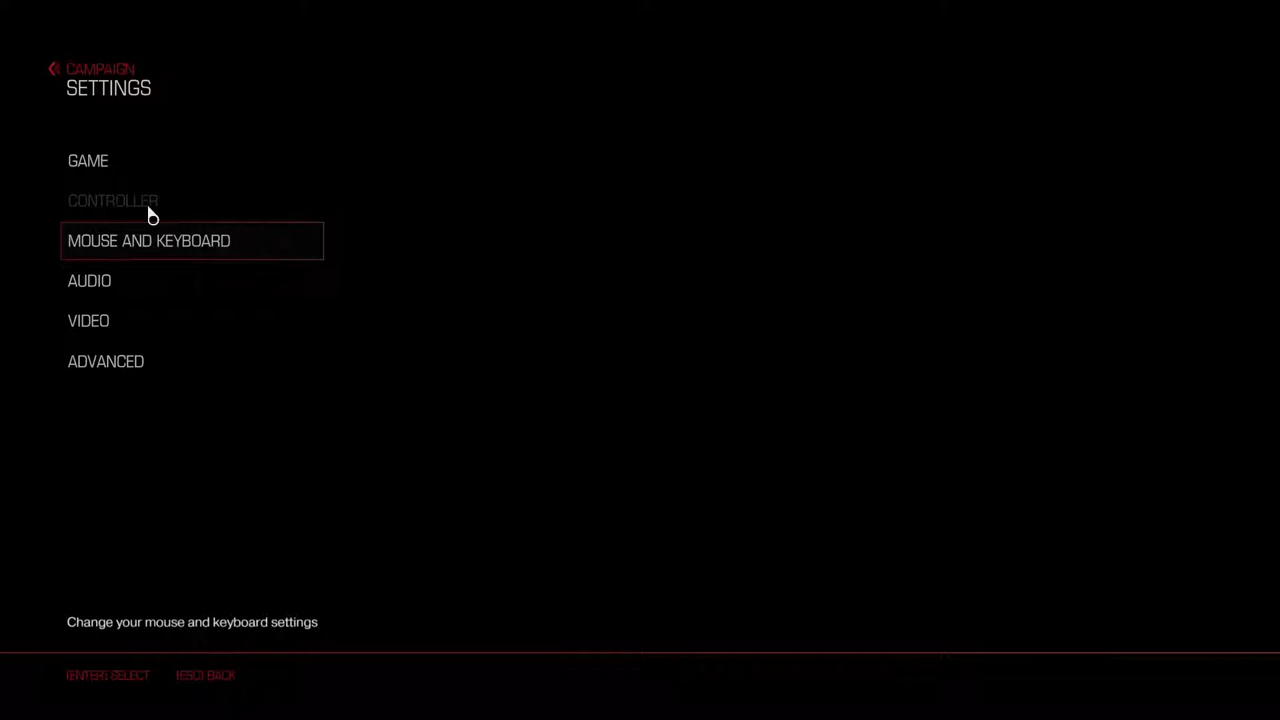 CAMPAIGN
SETTINGS
GAME
CONTROLLER
MOUSE AND KEYBOARD
AUDIO
VIDEO
ADVANCED
Change your mouse and keyboard settings
[ENTER] SELECT [ESC] BACK